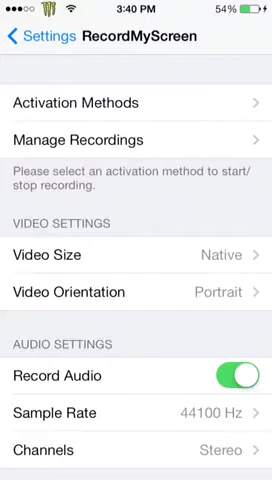 3:40 PM 54%
Settings RecordMyScreen
Activation Methods
Manage Recordings
Please select an activation method to start/
stop recording.
VIDEO SETTINGS
Video Size Native
Video Orientation Portrait
AUDIO SETTINGS
Record Audio
Sample Rate 44100 Hz
Channels Stereo